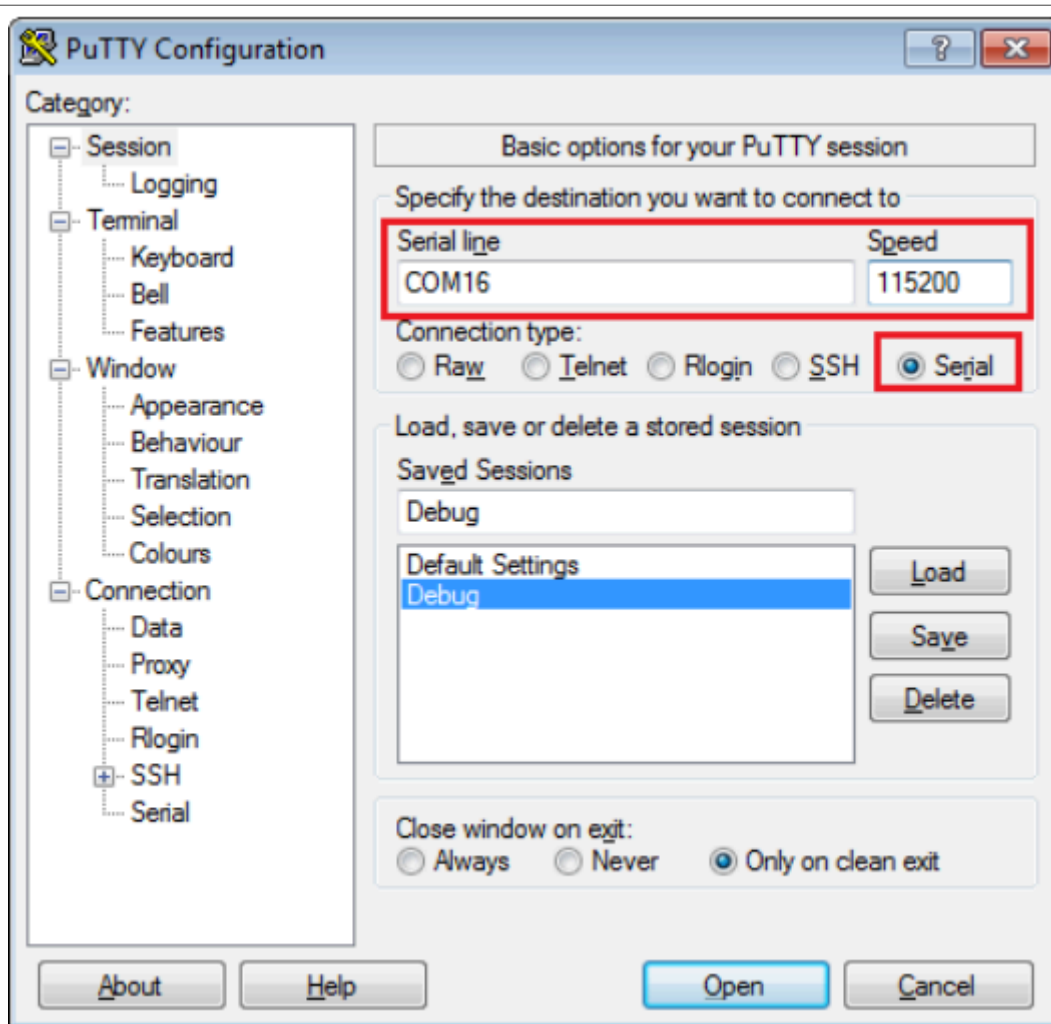 PuTTY Configuration
Category:
Session
Logging
Terminal
Keyboard
Bell
Features
Window
Appearance
Behaviour
Translation
Selection
Colours
Connection
Data
Proxy
Telnet
Rlogin
SSH
Serial
Basic options for your PuTTY session
Specify the destination you want to connect to
Serial line Speed
COM16 115200
Connection type:
Raw Telnet Rlogin SSH Serial
Load, save or delete a stored session
Saved Sessions
Debug
Default Settings
Debug
Load
Save
Delete
Close window on exit:
Always Never Only on clean exit
About Help Open Cancel